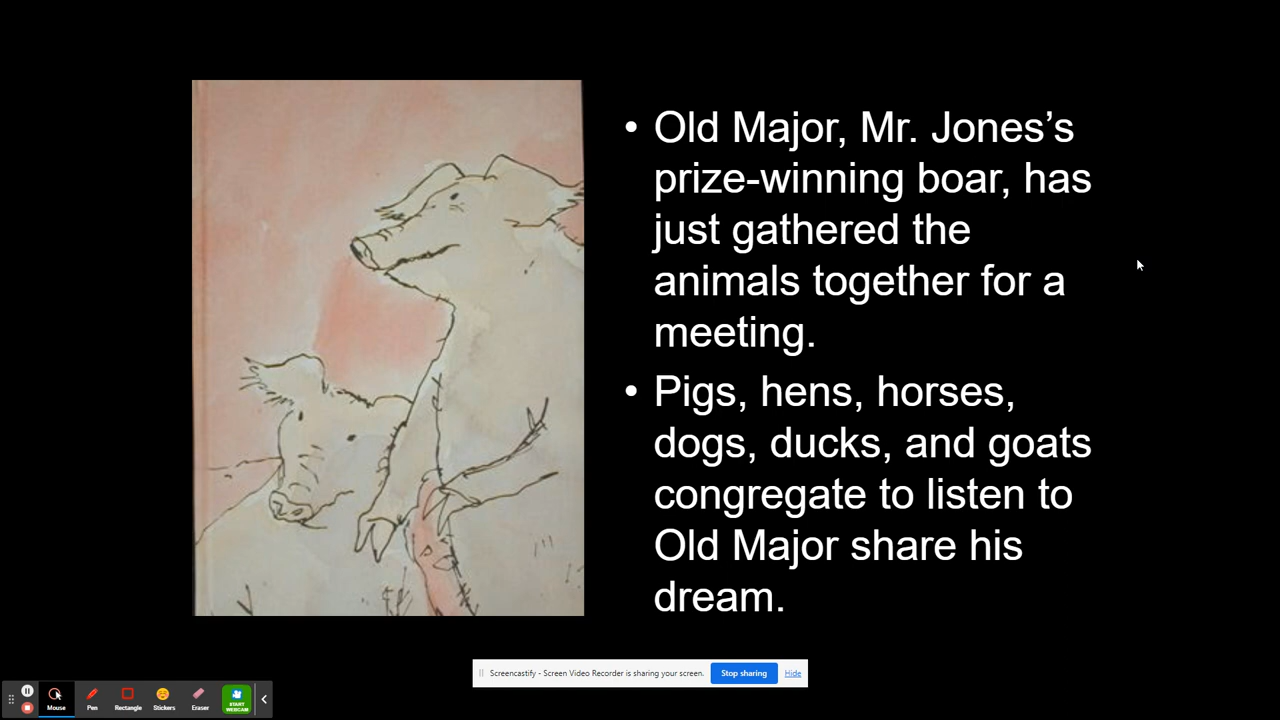 • Old Major, Mr. Jones’s
prize-winning boar, has
just gathered the
animals together for a
meeting.
• Pigs, hens, horses,
dogs, ducks, and goats
congregate to listen to
Old Major share his
dream.
Screencastify - Screen Video Recorder is sharing your screen. Stop sharing Hide
Mouse Pen Rectangle Stickers Eraser START
WEBCAM